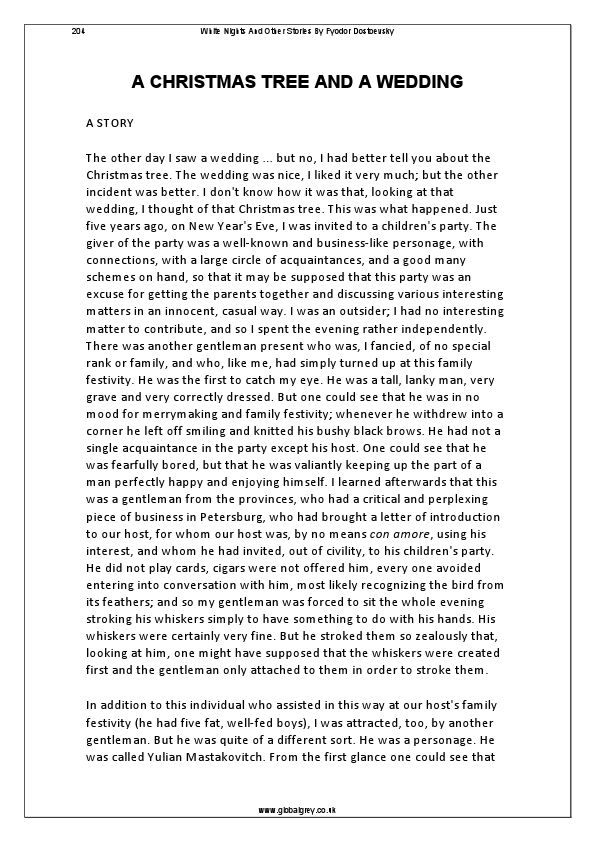 204 White Nights And Other Stories By Fyodor Dostoevsky
A CHRISTMAS TREE AND A WEDDING
A STORY
The other day I saw a wedding ... but no, I had better tell you about the
Christmas tree. The wedding was nice, I liked it very much; but the other
incident was better. I don't know how it was that, looking at that
wedding, I thought of that Christmas tree. This was what happened. Just
five years ago, on New Year's Eve, I was invited to a children's party. The
giver of the party was a well-known and business-like personage, with
connections, with a large circle of acquaintances, and a good many
schemes on hand, so that it may be supposed that this party was an
excuse for getting the parents together and discussing various interesting
matters in an innocent, casual way. I was an outsider; I had no interesting
matter to contribute, and so I spent the evening rather independently.
There was another gentleman present who was, I fancied, of no special
rank or family, and who, like me, had simply turned up at this family
festivity. He was the first to catch my eye. He was a tall, lanky man, very
grave and very correctly dressed. But one could see that he was in no
mood for merrymaking and family festivity; whenever he withdrew into a
corner he left off smiling and knitted his bushy black brows. He had not a
single acquaintance in the party except his host. One could see that he
was fearfully bored, but that he was valiantly keeping up the part of a
man perfectly happy and enjoying himself. I learned afterwards that this
was a gentleman from the provinces, who had a critical and perplexing
piece of business in Petersburg, who had brought a letter of introduction
to our host, for whom our host was, by no means con amore, using his
interest, and whom he had invited, out of civility, to his children's party.
He did not play cards, cigars were not offered him, every one avoided
entering into conversation with him, most likely recognizing the bird from
its feathers; and so my gentleman was forced to sit the whole evening
stroking his whiskers simply to have something to do with his hands. His
whiskers were certainly very fine. But he stroked them so zealously that,
looking at him, one might have supposed that the whiskers were created
first and the gentleman only attached to them in order to stroke them.
In addition to this individual who assisted in this way at our host's family
festivity (he had five fat, well-fed boys), I was attracted, too, by another
gentleman. But he was quite of a different sort. He was a personage. He
was called Yulian Mastakovitch. From the first glance one could see that
www.globalgrey.co.uk